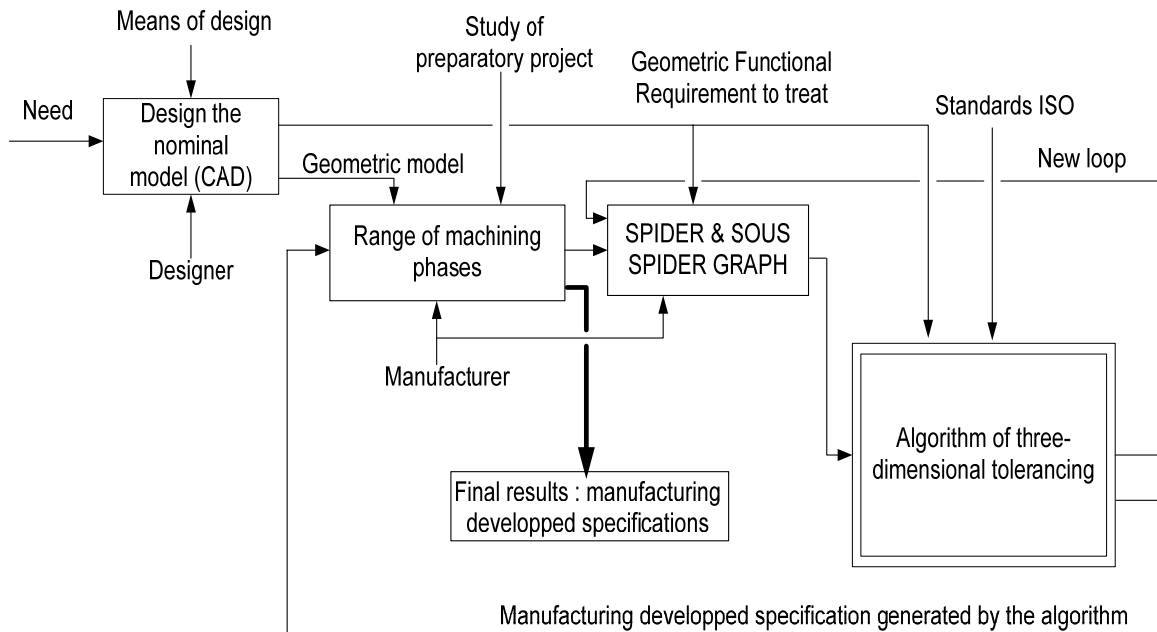 Means of design
Study of
preparatory project
Geometric Functional
Requirement to treat
Need
Design the
nominal
model (CAD)
Standards ISO
New loop
Geometric model
Range of machining
phases
SPIDER & SOUS
SPIDER GRAPH
Designer
Manufacturer
Algorithm of three-
dimensional tolerancing
Final results : manufacturing
developped specifications
Manufacturing developped specification generated by the algorithm